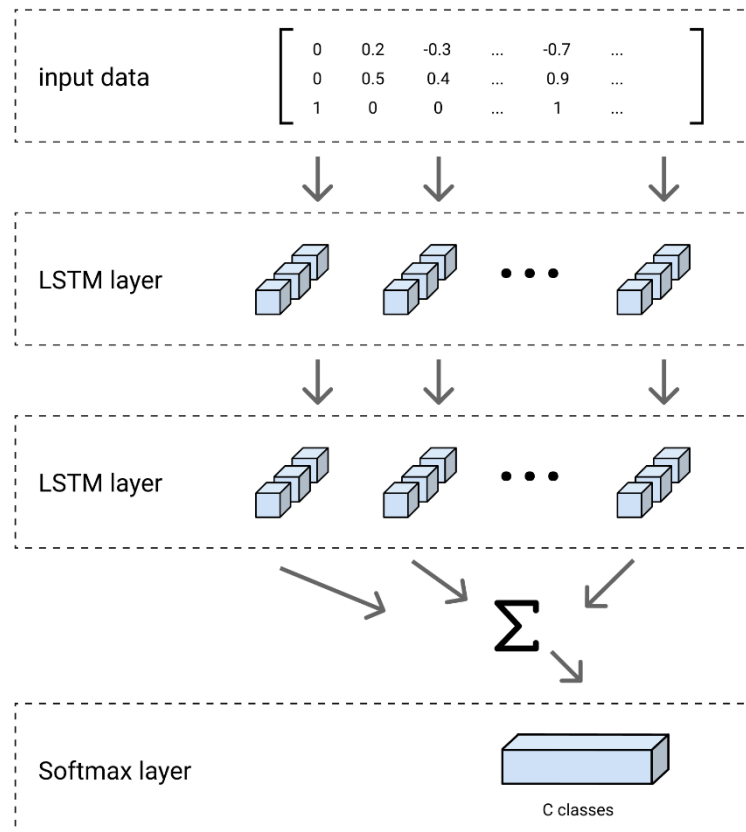 0 0.2 -0.3 ... -0.7 ...
input data 0 0.5 0.4 ... 0.9 ...
1 0 0 ... 1 ...
LSTM layer
LSTM layer
Σ
Softmax layer
C classes